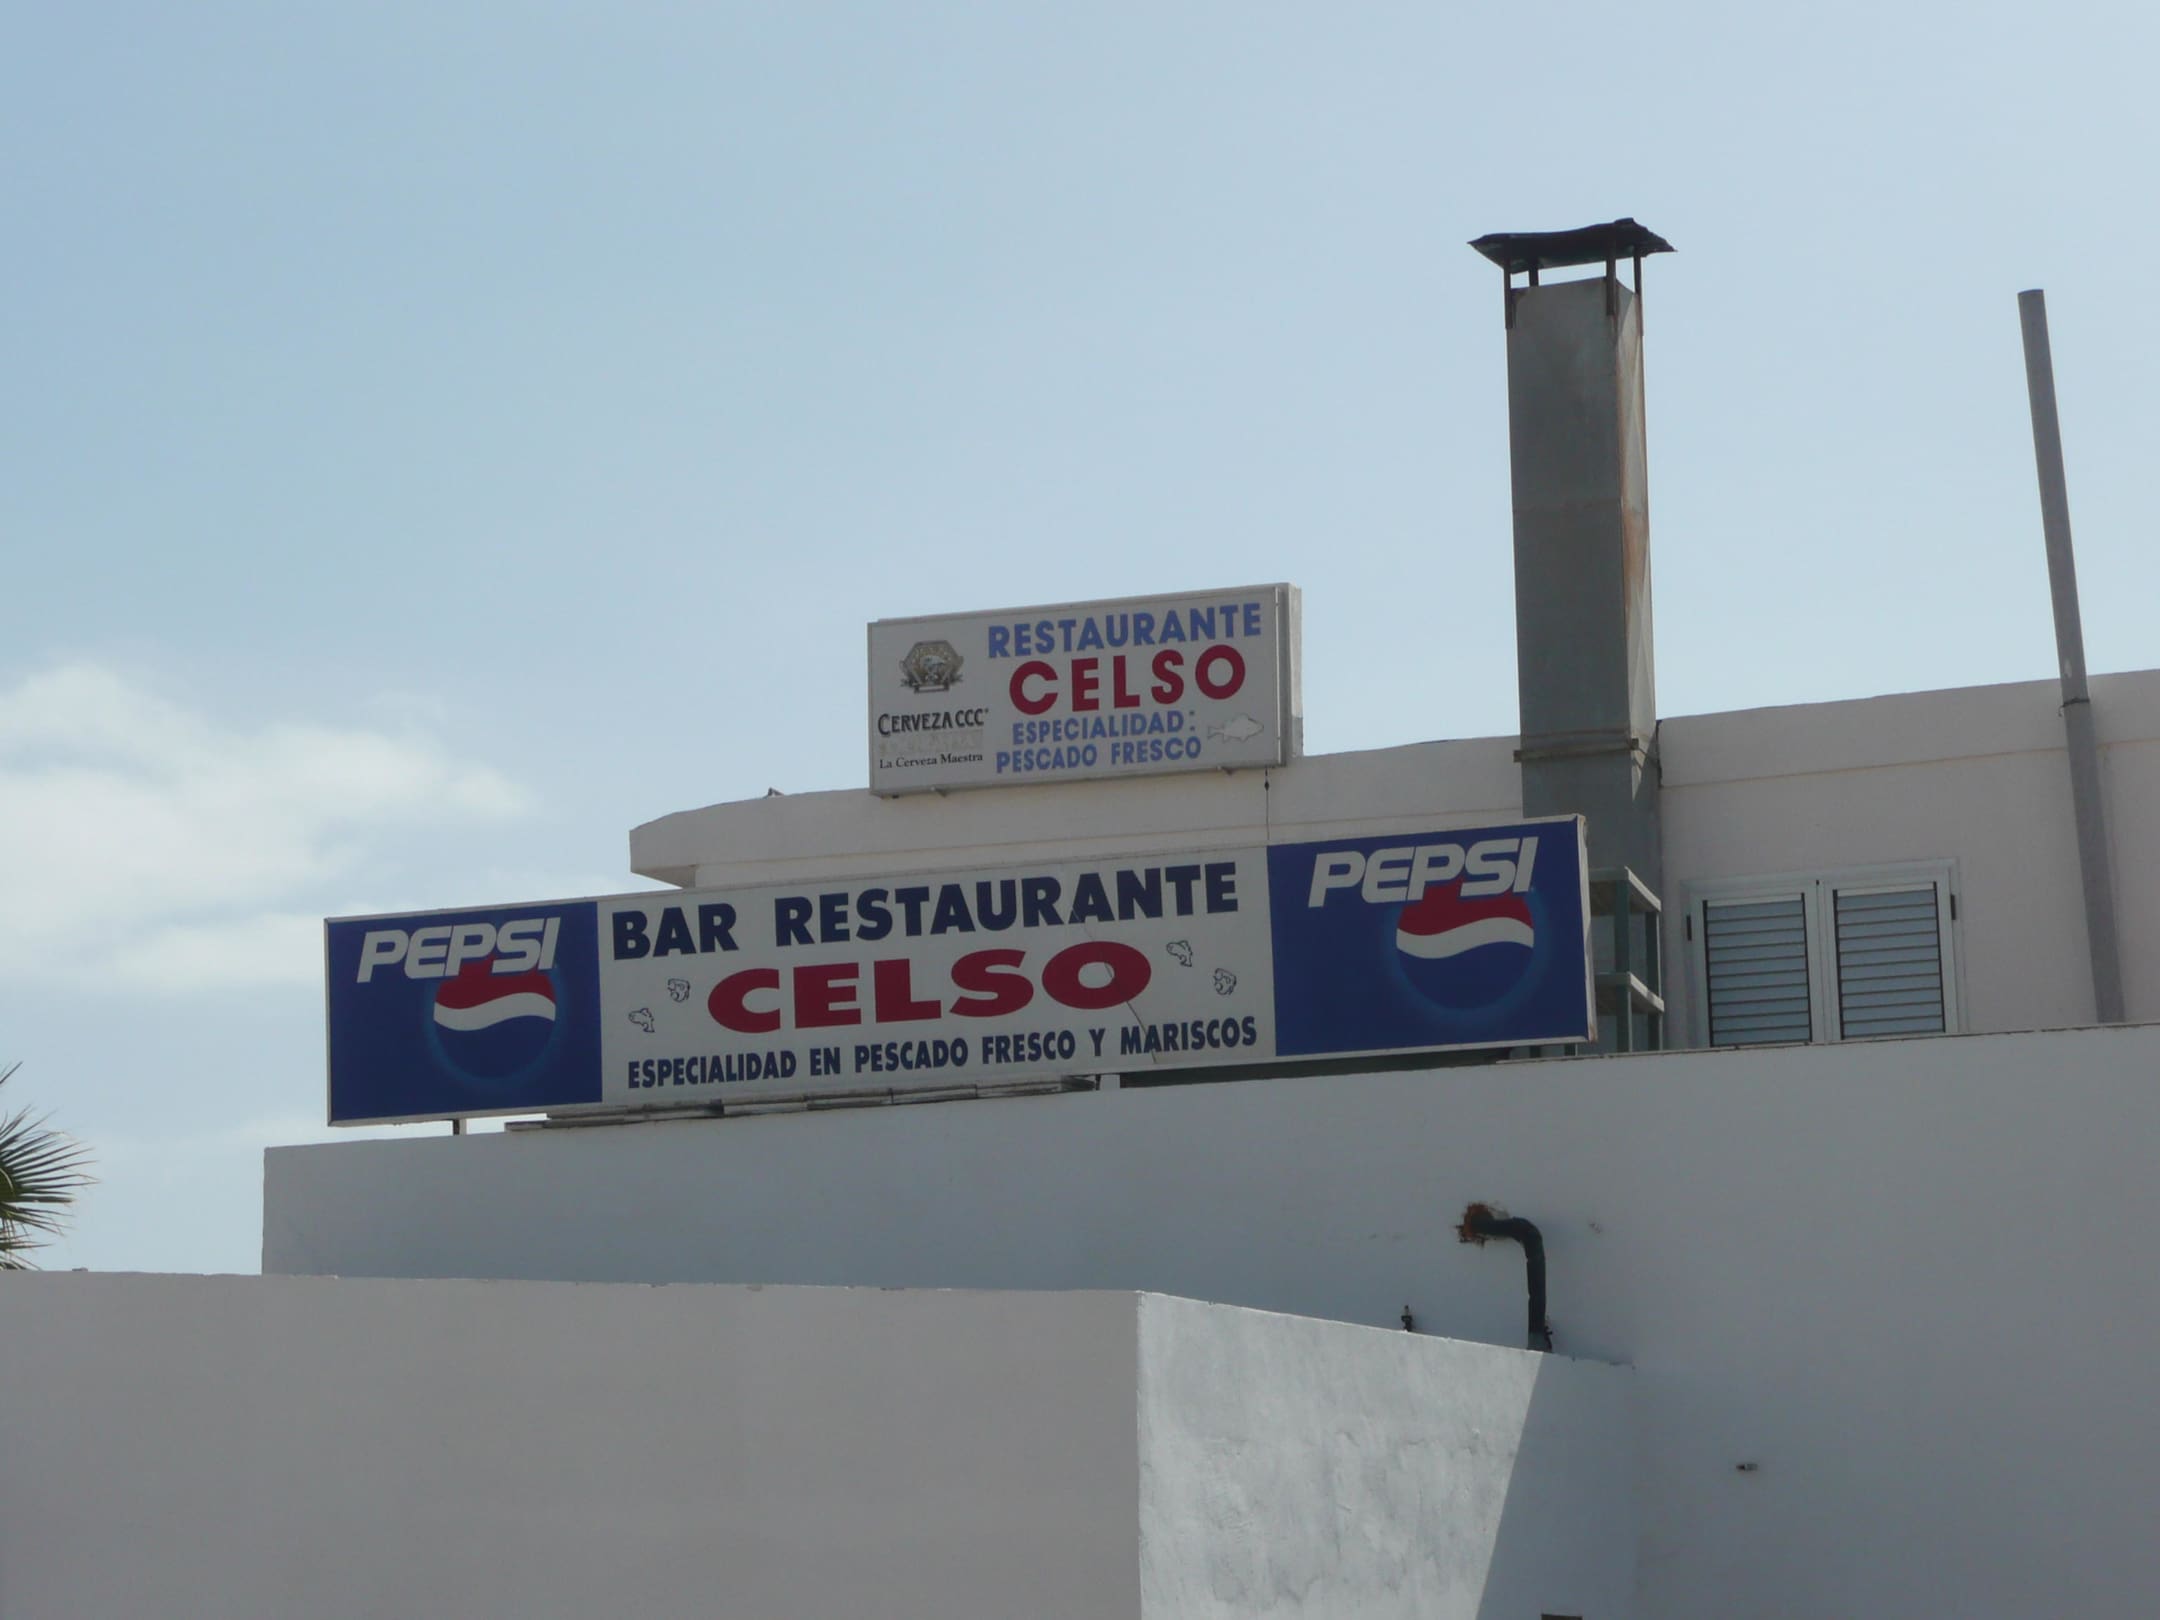 RESTAURANTE
CELSO
ESPECIALIDAD:
PESCADO FRESCO
CERVEZA CCC
La Cerveza Maestra
PEPSI
BAR RESTAURANTE
CELSO
ESPECIALIDAD EN PESCADO FRESCO Y MARISCOS
PEPSI